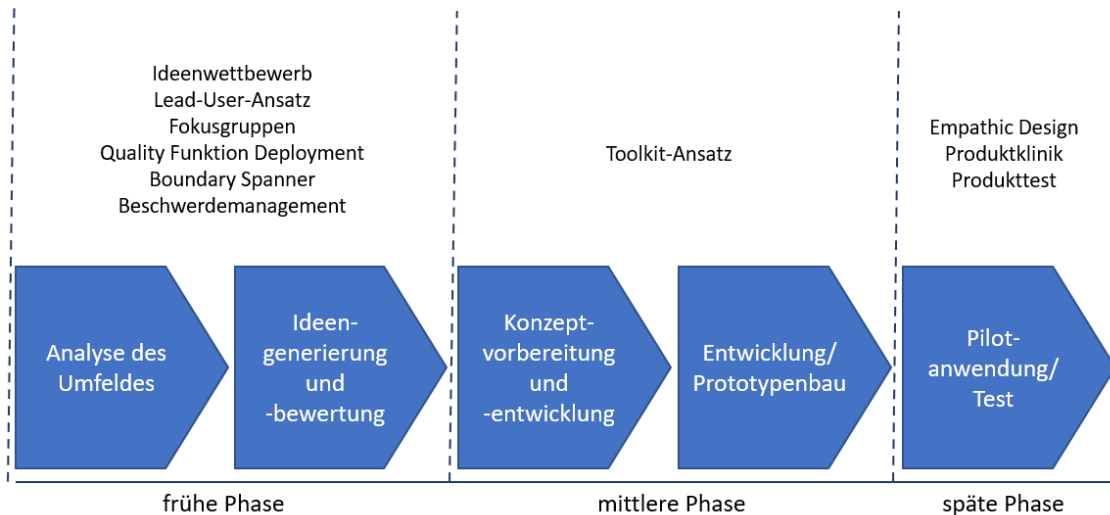 Ideenwettbewerb
Lead-User-Ansatz
Fokusgruppen
Quality Funktion Deployment
Boundary Spanner
Beschwerdemanagement
Toolkit-Ansatz
Empathic Design
Produktklinik
Produkttest
Analyse des
Umfeldes
Ideen-
generierung
und
-bewertung
Konzept-
vorbereitung
und
-entwicklung
Entwicklung/
Prototypenbau
Pilot-
anwendung/
Test
frühe Phase
mittlere Phase
späte Phase